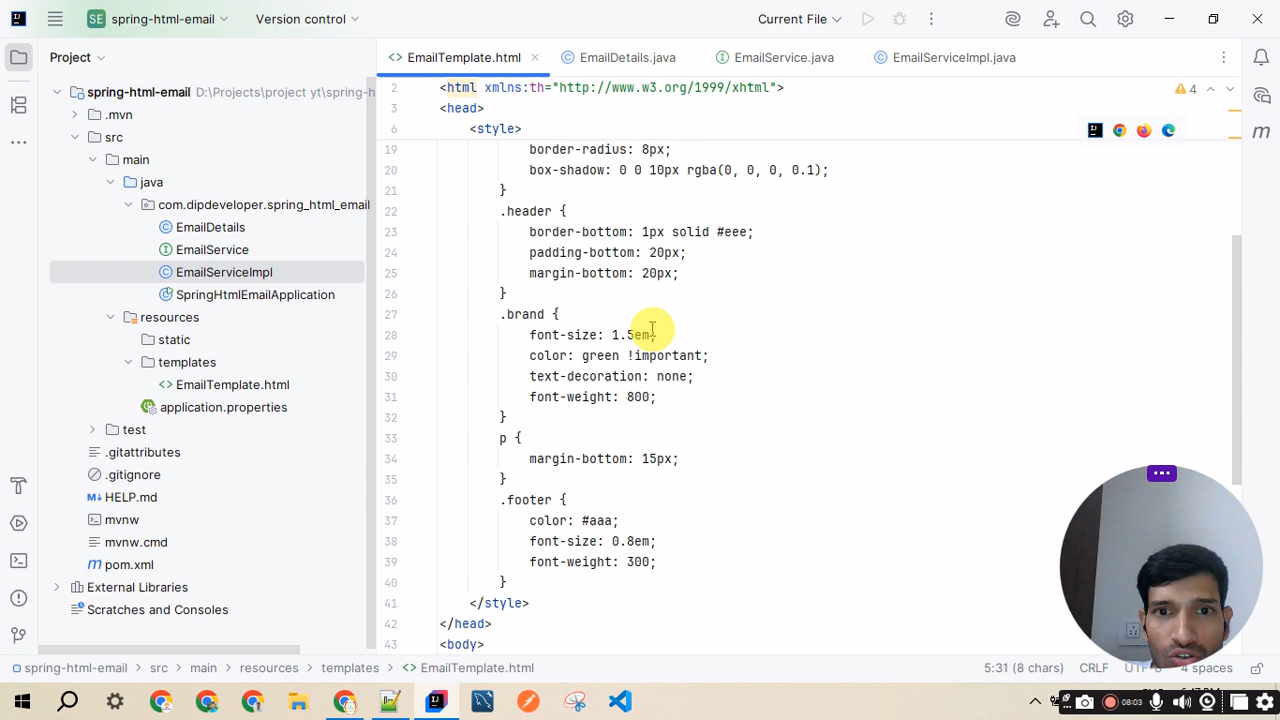 SE spring-html-email
Version control
Current File
Project
EmailTemplate.html
EmailDetails.java
EmailService.java
EmailServiceImpl.java
spring-html-email D:\Projects\project yt\spring-h
.mvn
src
main
java
com.dipdeveloper.spring_html_email
EmailDetails
EmailService
EmailServiceImpl
SpringHtmlEmailApplication
resources
static
templates
EmailTemplate.html
application.properties
test
.gitattributes
.gitignore
HELP.md
mvnw
mvnw.cmd
pom.xml
External Libraries
Scratches and Consoles
4
2 <html xmlns:th="http://www.w3.org/1999/xhtml">
3 <head>
6 <style>
19 border-radius: 8px;
20 box-shadow: 0 0 10px rgba(0, 0, 0, 0.1);
21 }
22 .header {
23 border-bottom: 1px solid #eee;
24 padding-bottom: 20px;
25 margin-bottom: 20px;
26 }
27 .brand {
28 font-size: 1.5em;
29 color: green !important;
30 text-decoration: none;
31 font-weight: 800;
32 }
33 p {
34 margin-bottom: 15px;
35 }
36 .footer {
37 color: #aaa;
38 font-size: 0.8em;
39 font-weight: 300;
40 }
41 </style>
42 </head>
43 <body>
spring-html-email > src > main > resources > templates > EmailTemplate.html
5:31 (8 chars) CRLF 4 spaces
08:03